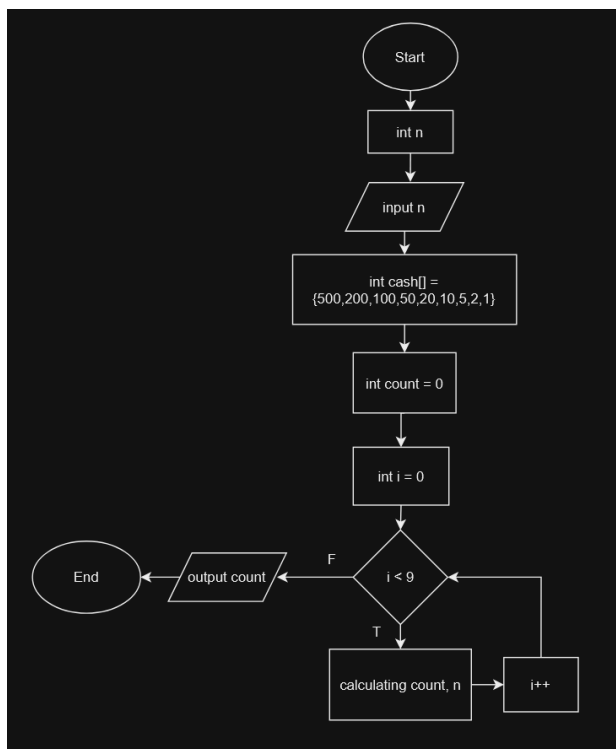 Start
int n
input n
int cash[] =
{500,200,100,50,20,10,5,2,1}
int count = 0
int i = 0
i < 9
F
output count
End
T
calculating count, n
i++